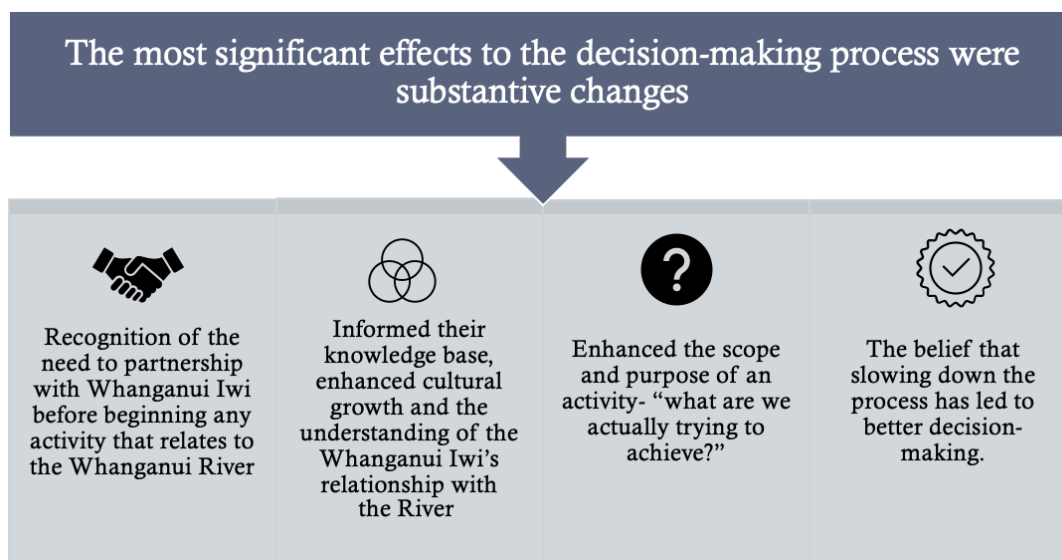 The most significant effects to the decision-making process were
substantive changes
Recognition of the
need to partnership
with Whanganui Iwi
before beginning any
activity that relates to
the Whanganui River
Informed their
knowledge base,
enhanced cultural
growth and the
understanding of the
Whanganui Iwi’s
relationship with
the River
?
Enhanced the scope
and purpose of an
activity- “what are we
actually trying to
achieve?”
The belief that
slowing down the
process has led to
better decision-
making.